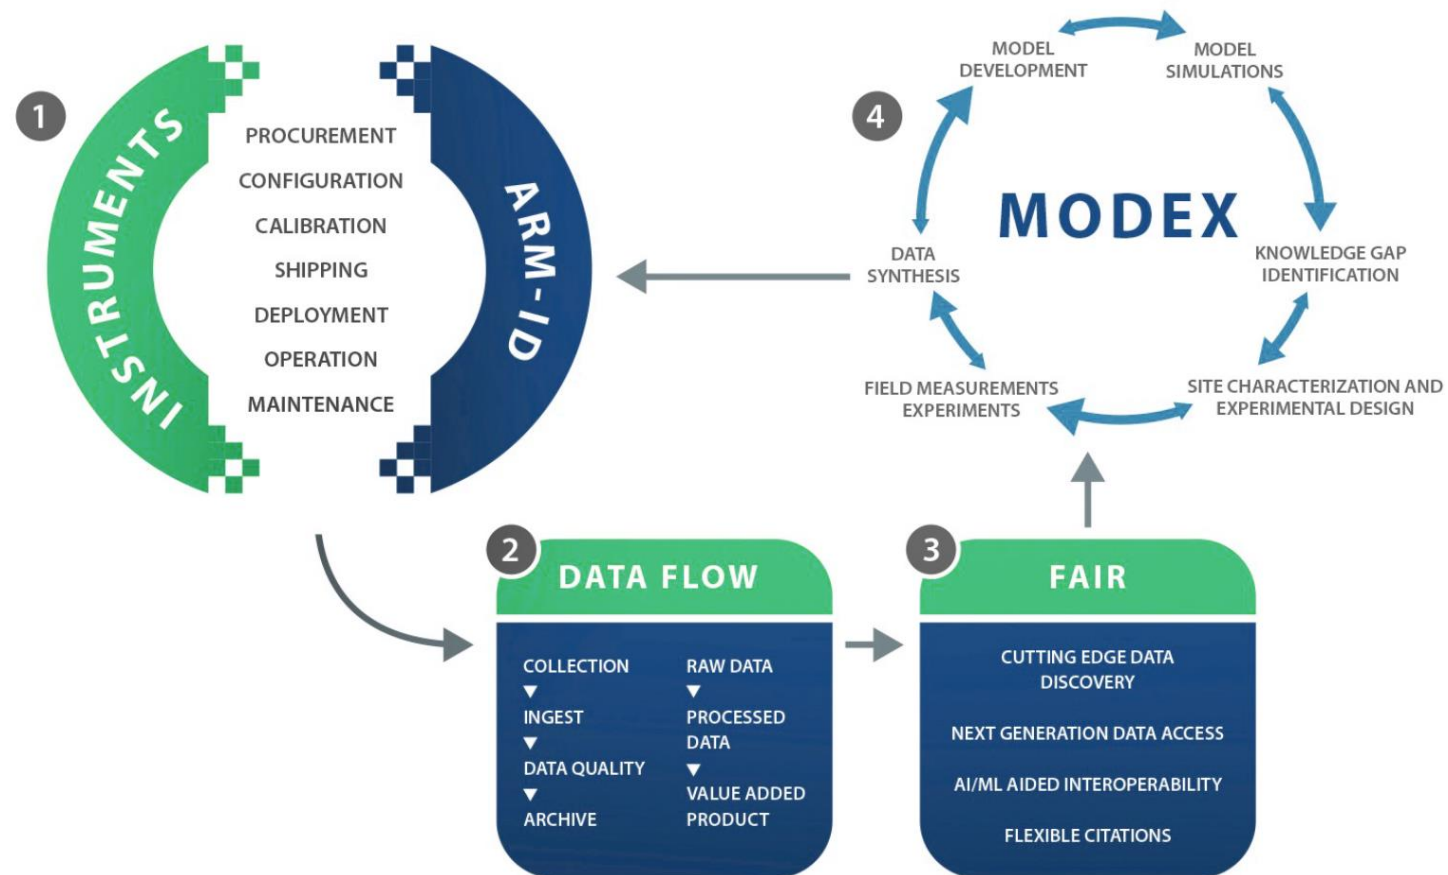 1
INSTRUMENTS
PROCUREMENT
CONFIGURATION
CALIBRATION
SHIPPING
DEPLOYMENT
OPERATION
MAINTENANCE
ARM-ID
2
DATA FLOW
COLLECTION
INGEST
DATA QUALITY
ARCHIVE
RAW DATA
PROCESSED
DATA
VALUE ADDED
PRODUCT
3
FAIR
CUTTING EDGE DATA
DISCOVERY
NEXT GENERATION DATA ACCESS
AI/ML AIDED INTEROPERABILITY
FLEXIBLE CITATIONS
4
MODEX
MODEL
DEVELOPMENT
MODEL
SIMULATIONS
KNOWLEDGE GAP
IDENTIFICATION
SITE CHARACTERIZATION AND
EXPERIMENTAL DESIGN
FIELD MEASUREMENTS
EXPERIMENTS
DATA
SYNTHESIS